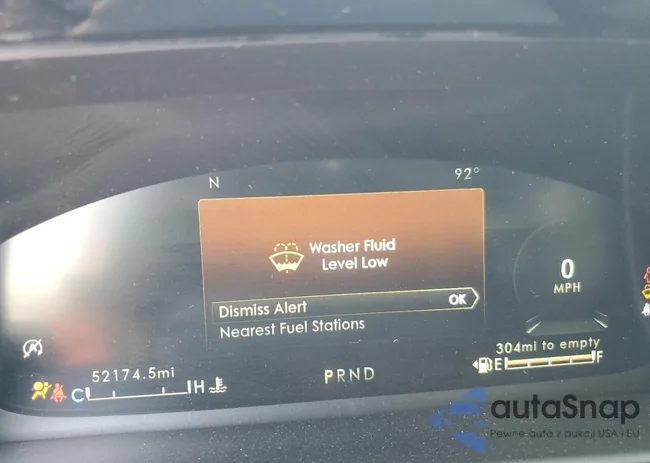 N
92°
Washer Fluid
Level Low
Dismiss Alert
OK
Nearest Fuel Stations
0
MPH
304mi to empty
E F
52174.5mi
C H
PRND
autaSnap
Pewne auta z aukcji USA i EU